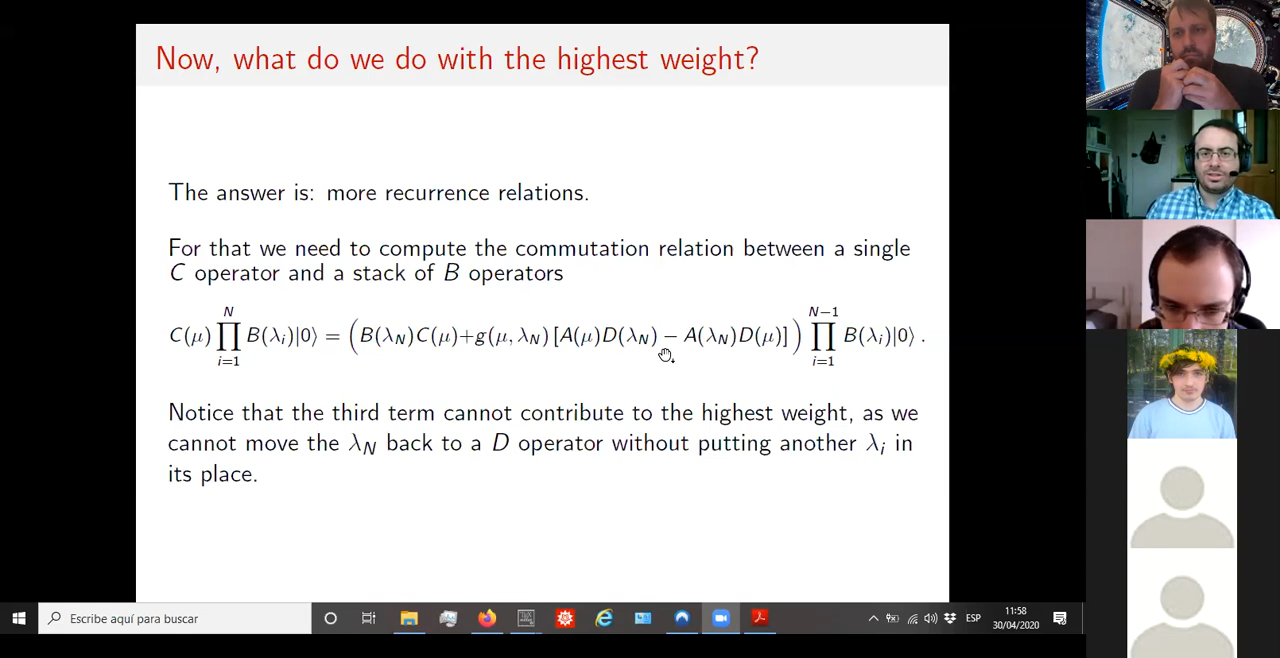 Now, what do we do with the highest weight?
The answer is: more recurrence relations.
For that we need to compute the commutation relation between a single
C operator and a stack of B operators
C(μ) ∏_{i=1}^{N} B(λ_i)|0⟩ = (B(λ_N)C(μ)+g(μ, λ_N) [A(μ)D(λ_N) − A(λ_N)D(μ)]) ∏_{i=1}^{N−1} B(λ_i)|0⟩ .
Notice that the third term cannot contribute to the highest weight, as we
cannot move the λ_N back to a D operator without putting another λ_i in
its place.
Escribe aquí para buscar
ESP
11:58
30/04/2020